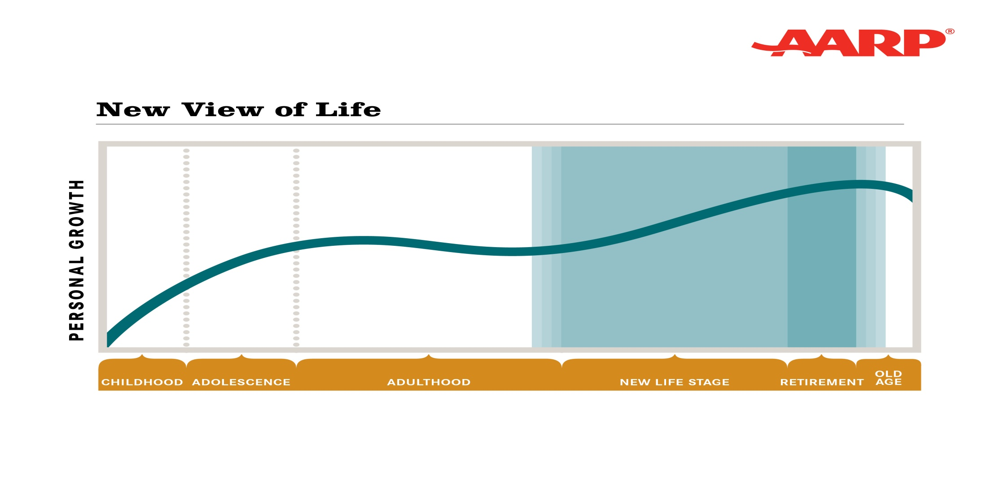 AARP®
New View of Life
PERSONAL GROWTH
CHILDHOOD
ADOLESCENCE
ADULTHOOD
NEW LIFE STAGE
RETIREMENT
OLD
AGE